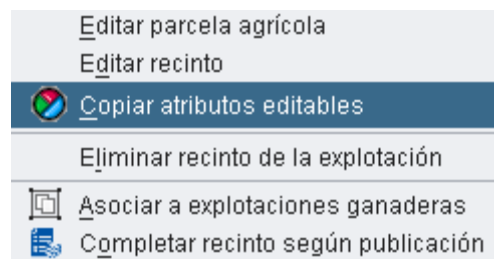 Editar parcela agrícola
Editar recinto
Copiar atributos editables
Eliminar recinto de la explotación
Asociar a explotaciones ganaderas
Completar recinto según publicación